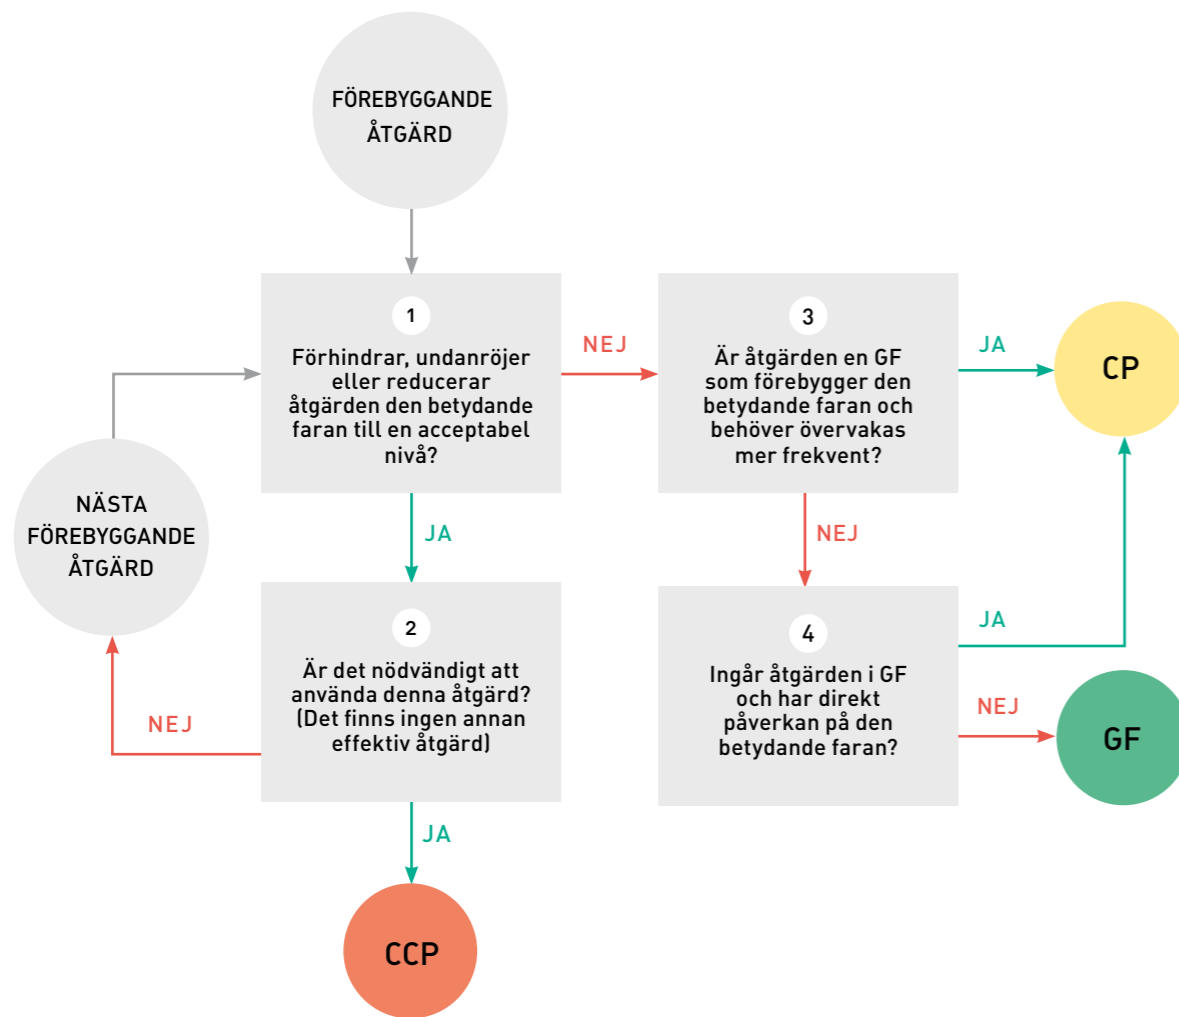 FÖREBYGGANDE
ÅTGÄRD
1
Förhindrar, undanröjer
eller reducerar
åtgärden den betydande
faran till en acceptabel
nivå?
NEJ
3
Är åtgärden en GF
som förebygger den
betydande faran och
behöver övervakas
mer frekvent?
JA
CP
NÄSTA
FÖREBYGGANDE
ÅTGÄRD
JA
NEJ
2
Är det nödvändigt att
använda denna åtgärd?
(Det finns ingen annan
effektiv åtgärd)
NEJ
4
Ingår åtgärden i GF
och har direkt
påverkan på den
betydande faran?
JA
NEJ
GF
JA
CCP